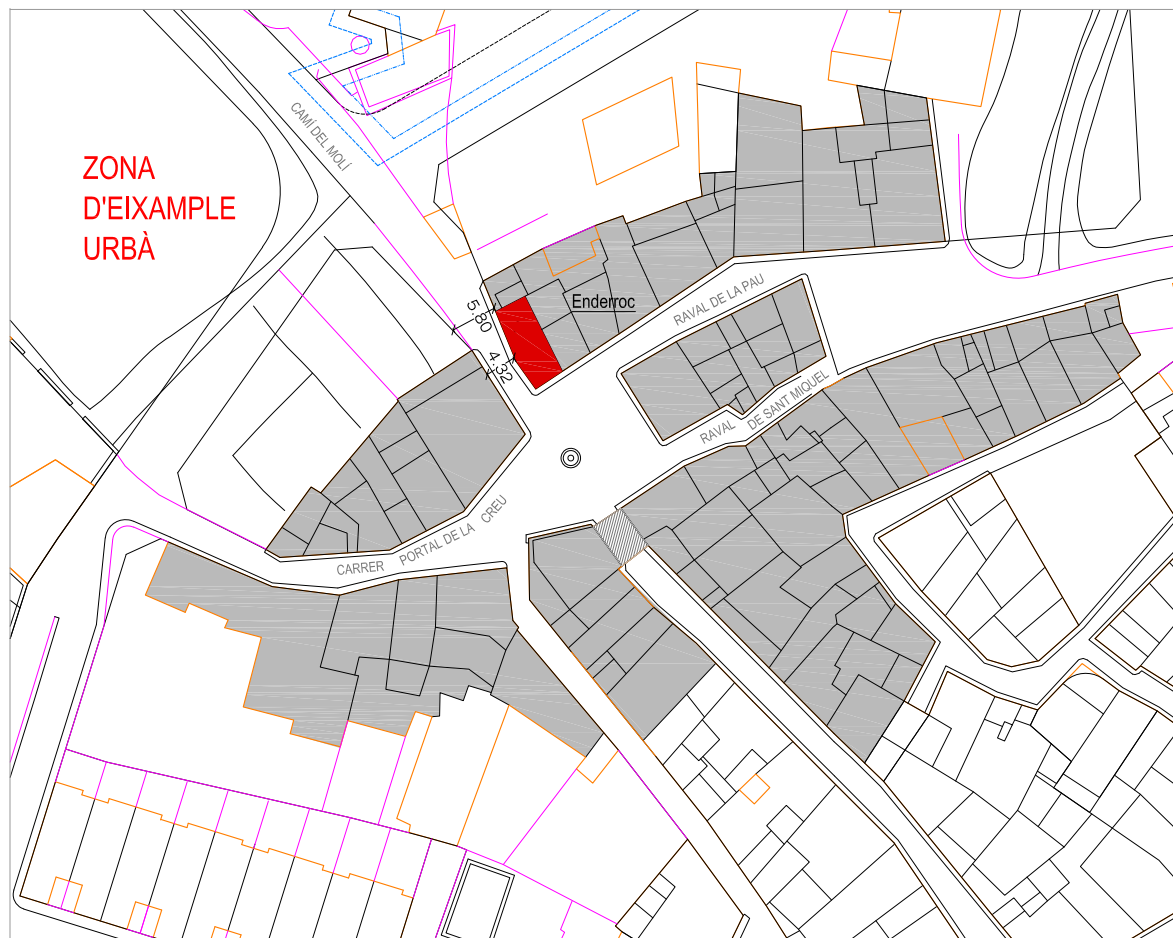 CAMÍ DEL MOLÍ
ZONA
D'EIXAMPLE
URBÀ
5.80
4.32
Enderroc
RAVAL DE LA PAU
RAVAL DE SANT MIQUEL
CARRER PORTAL DE LA CREU